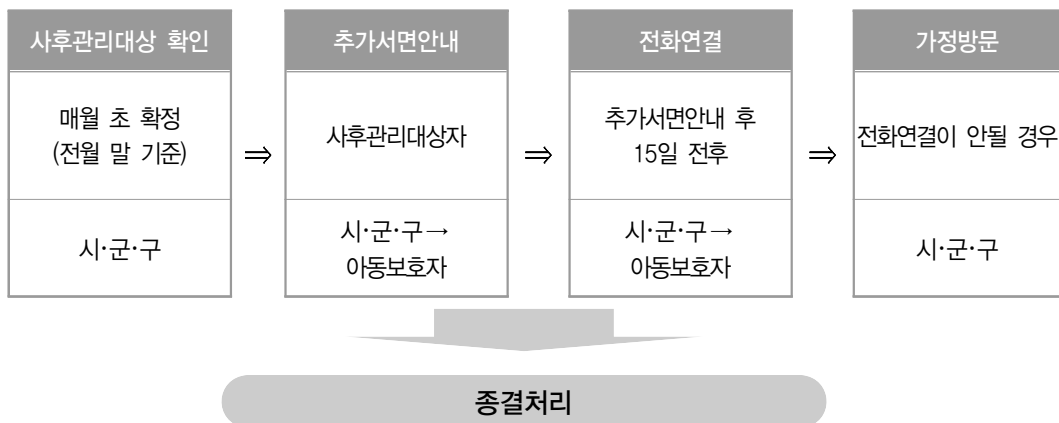 사후관리대상 확인
매월 초 확정
(전월 말 기준)
시·군·구
⇒
추가서면안내
사후관리대상자
시·군·구→
아동보호자
⇒
전화연결
추가서면안내 후
15일 전후
시·군·구→
아동보호자
⇒
가정방문
전화연결이 안될 경우
시·군·구
종결처리